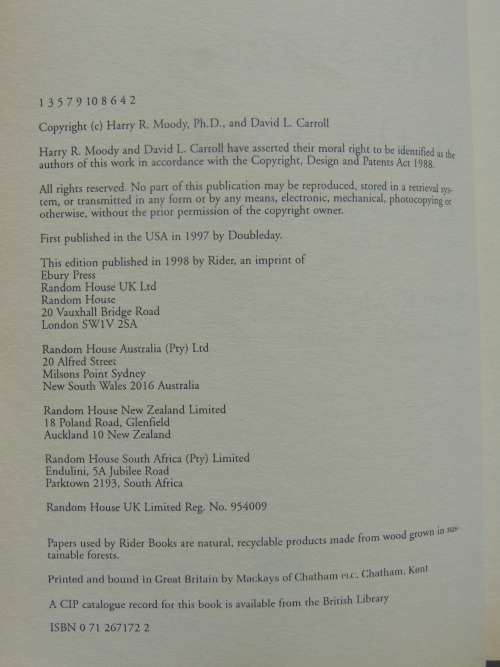 1 3 5 7 9 10 8 6 4 2
Copyright (c) Harry R. Moody, Ph.D., and David L. Carroll
Harry R. Moody and David L. Carroll have asserted their moral right to be identified as the
authors of this work in accordance with the Copyright, Design and Patents Act 1988.
All rights reserved. No part of this publication may be reproduced, stored in a retrieval sys-
tem, or transmitted in any form or by any means, electronic, mechanical, photocopying or
otherwise, without the prior permission of the copyright owner.
First published in the USA in 1997 by Doubleday.
This edition published in 1998 by Rider, an imprint of
Ebury Press
Random House UK Ltd
Random House
20 Vauxhall Bridge Road
London SW1V 2SA
Random House Australia (Pty) Ltd
20 Alfred Street
Milsons Point Sydney
New South Wales 2016 Australia
Random House New Zealand Limited
18 Poland Road, Glenfield
Auckland 10 New Zealand
Random House South Africa (Pty) Limited
Endulini, 5A Jubilee Road
Parktown 2193, South Africa
Random House UK Limited Reg. No. 954009
Papers used by Rider Books are natural, recyclable products made from wood grown in sus-
tainable forests.
Printed and bound in Great Britain by Mackays of Chatham PLC, Chatham, Kent
A CIP catalogue record for this book is available from the British Library
ISBN 0 71 267172 2